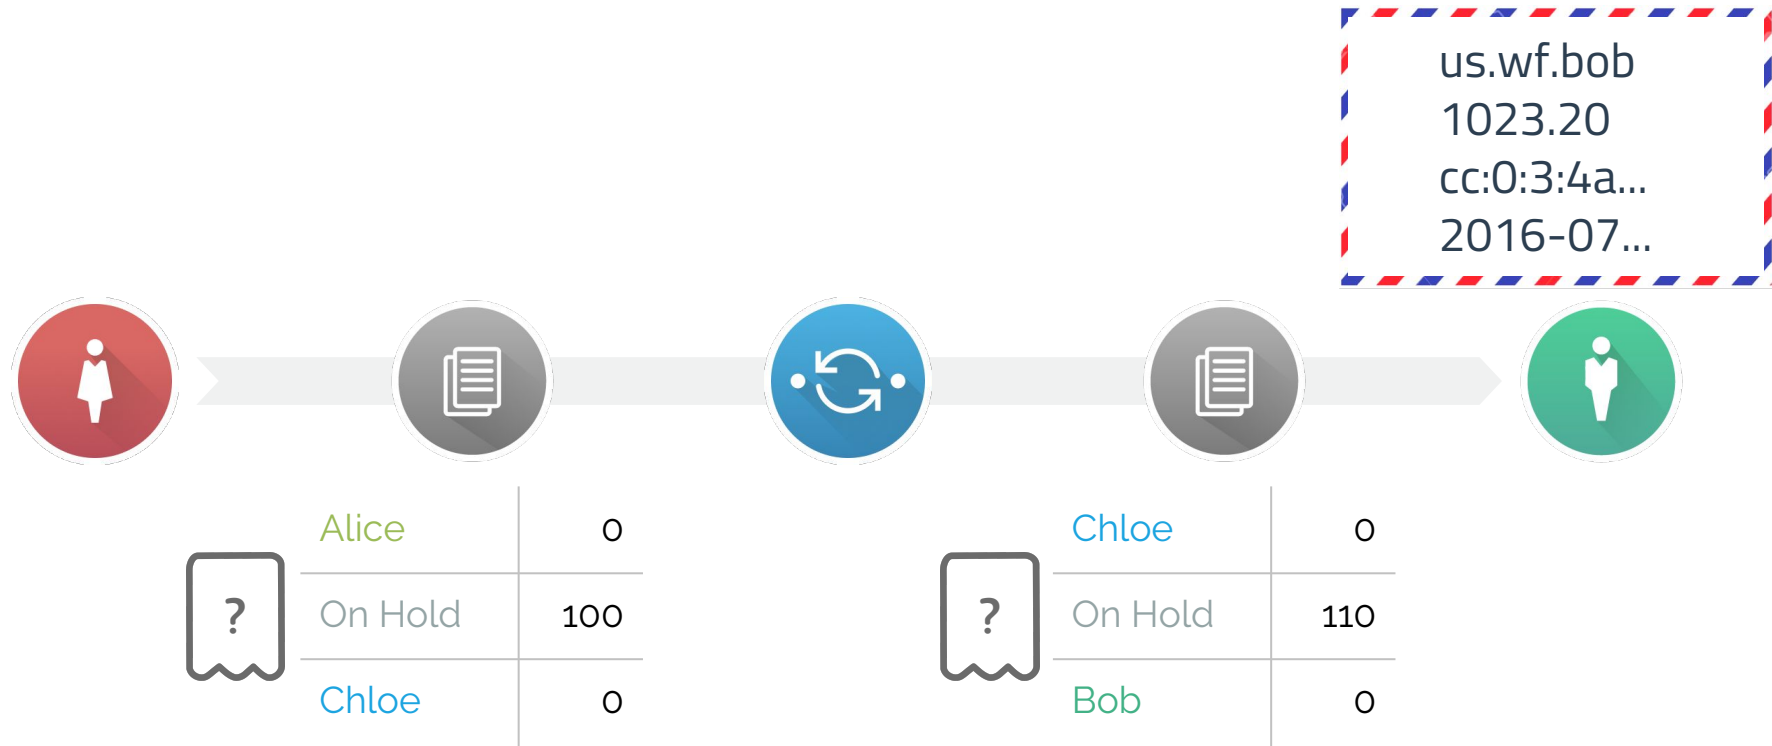 us.wf.bob
1023.20
cc:0:3:4a...
2016-07...
Alice 0
? On Hold 100
Chloe 0
Chloe 0
? On Hold 110
Bob 0